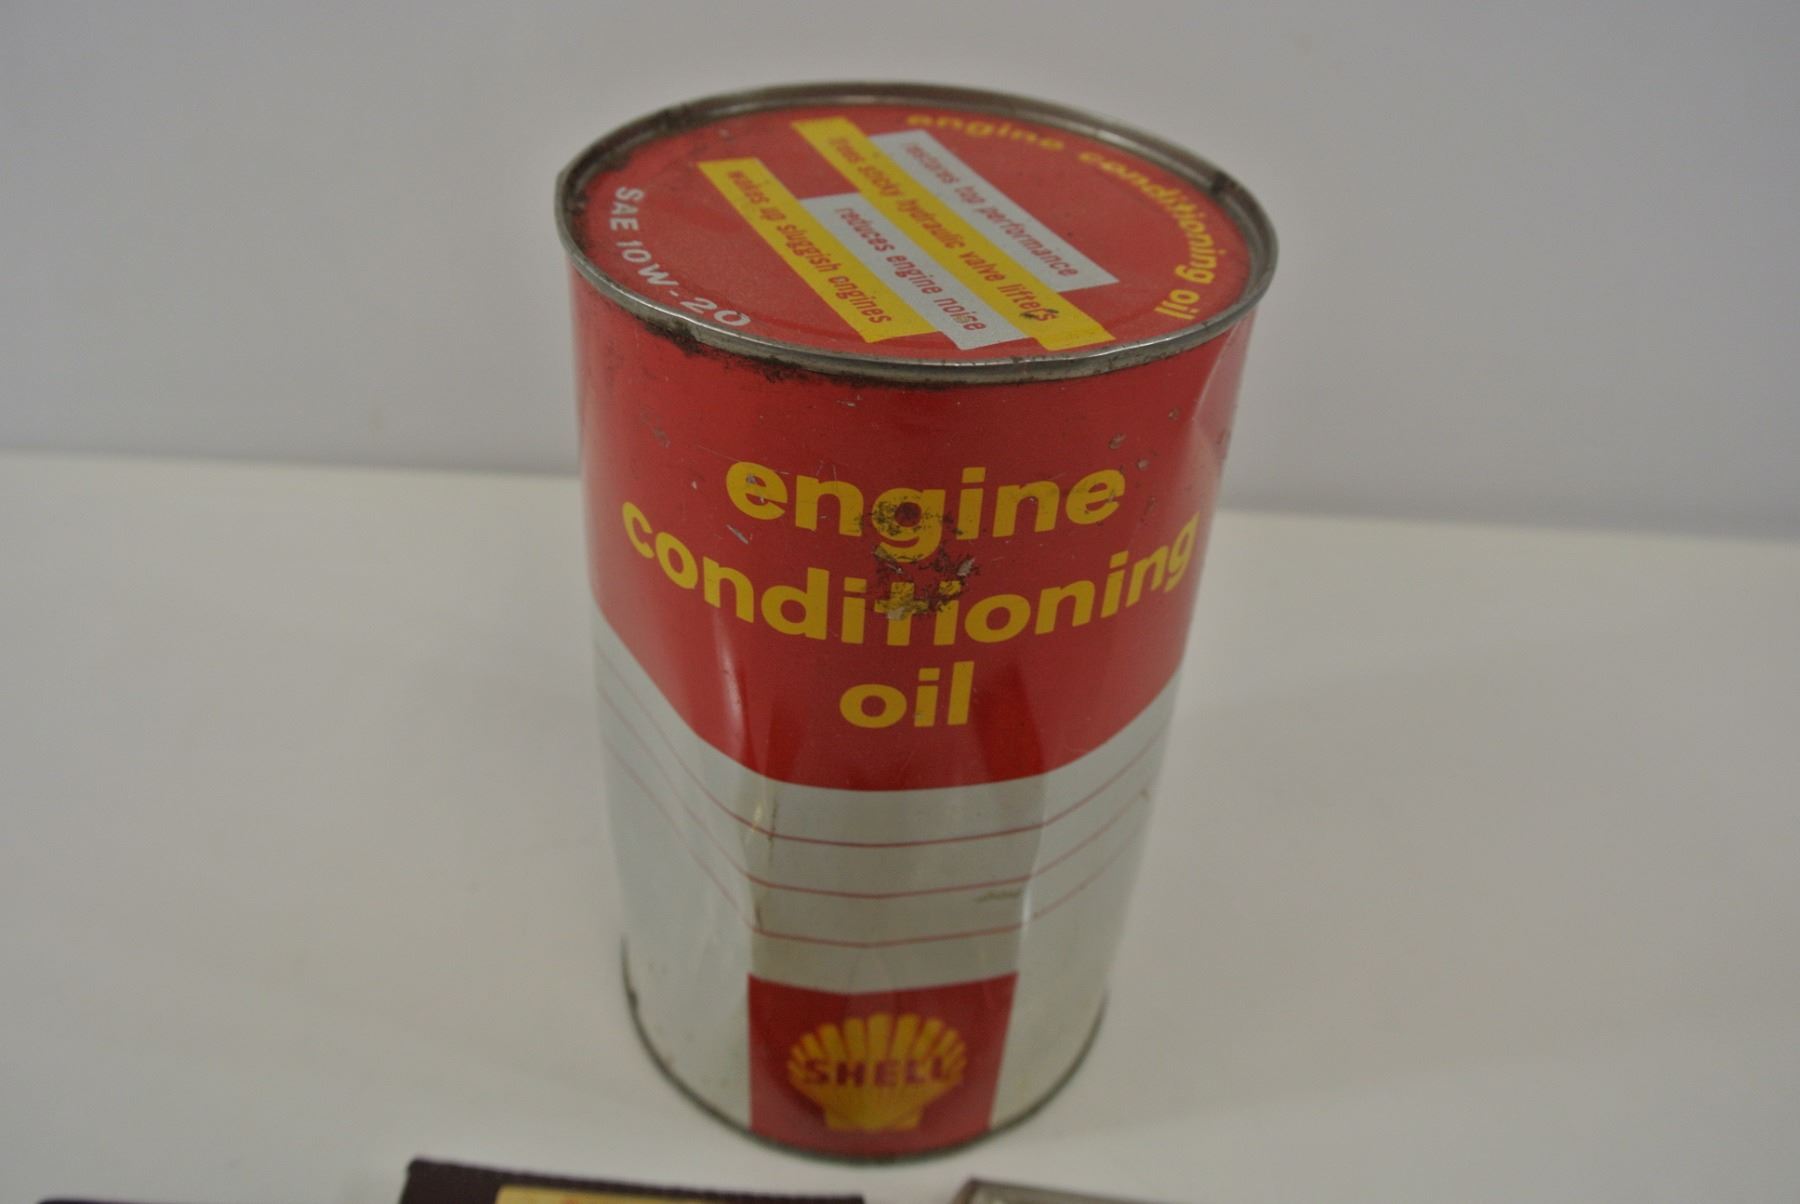 engine conditioning oil
restores top performance
frees sticky hydraulic valve lifters
reduces engine noise
wakes up sluggish engines
SAE 10W-20
engine
conditioning
oil
SHELL